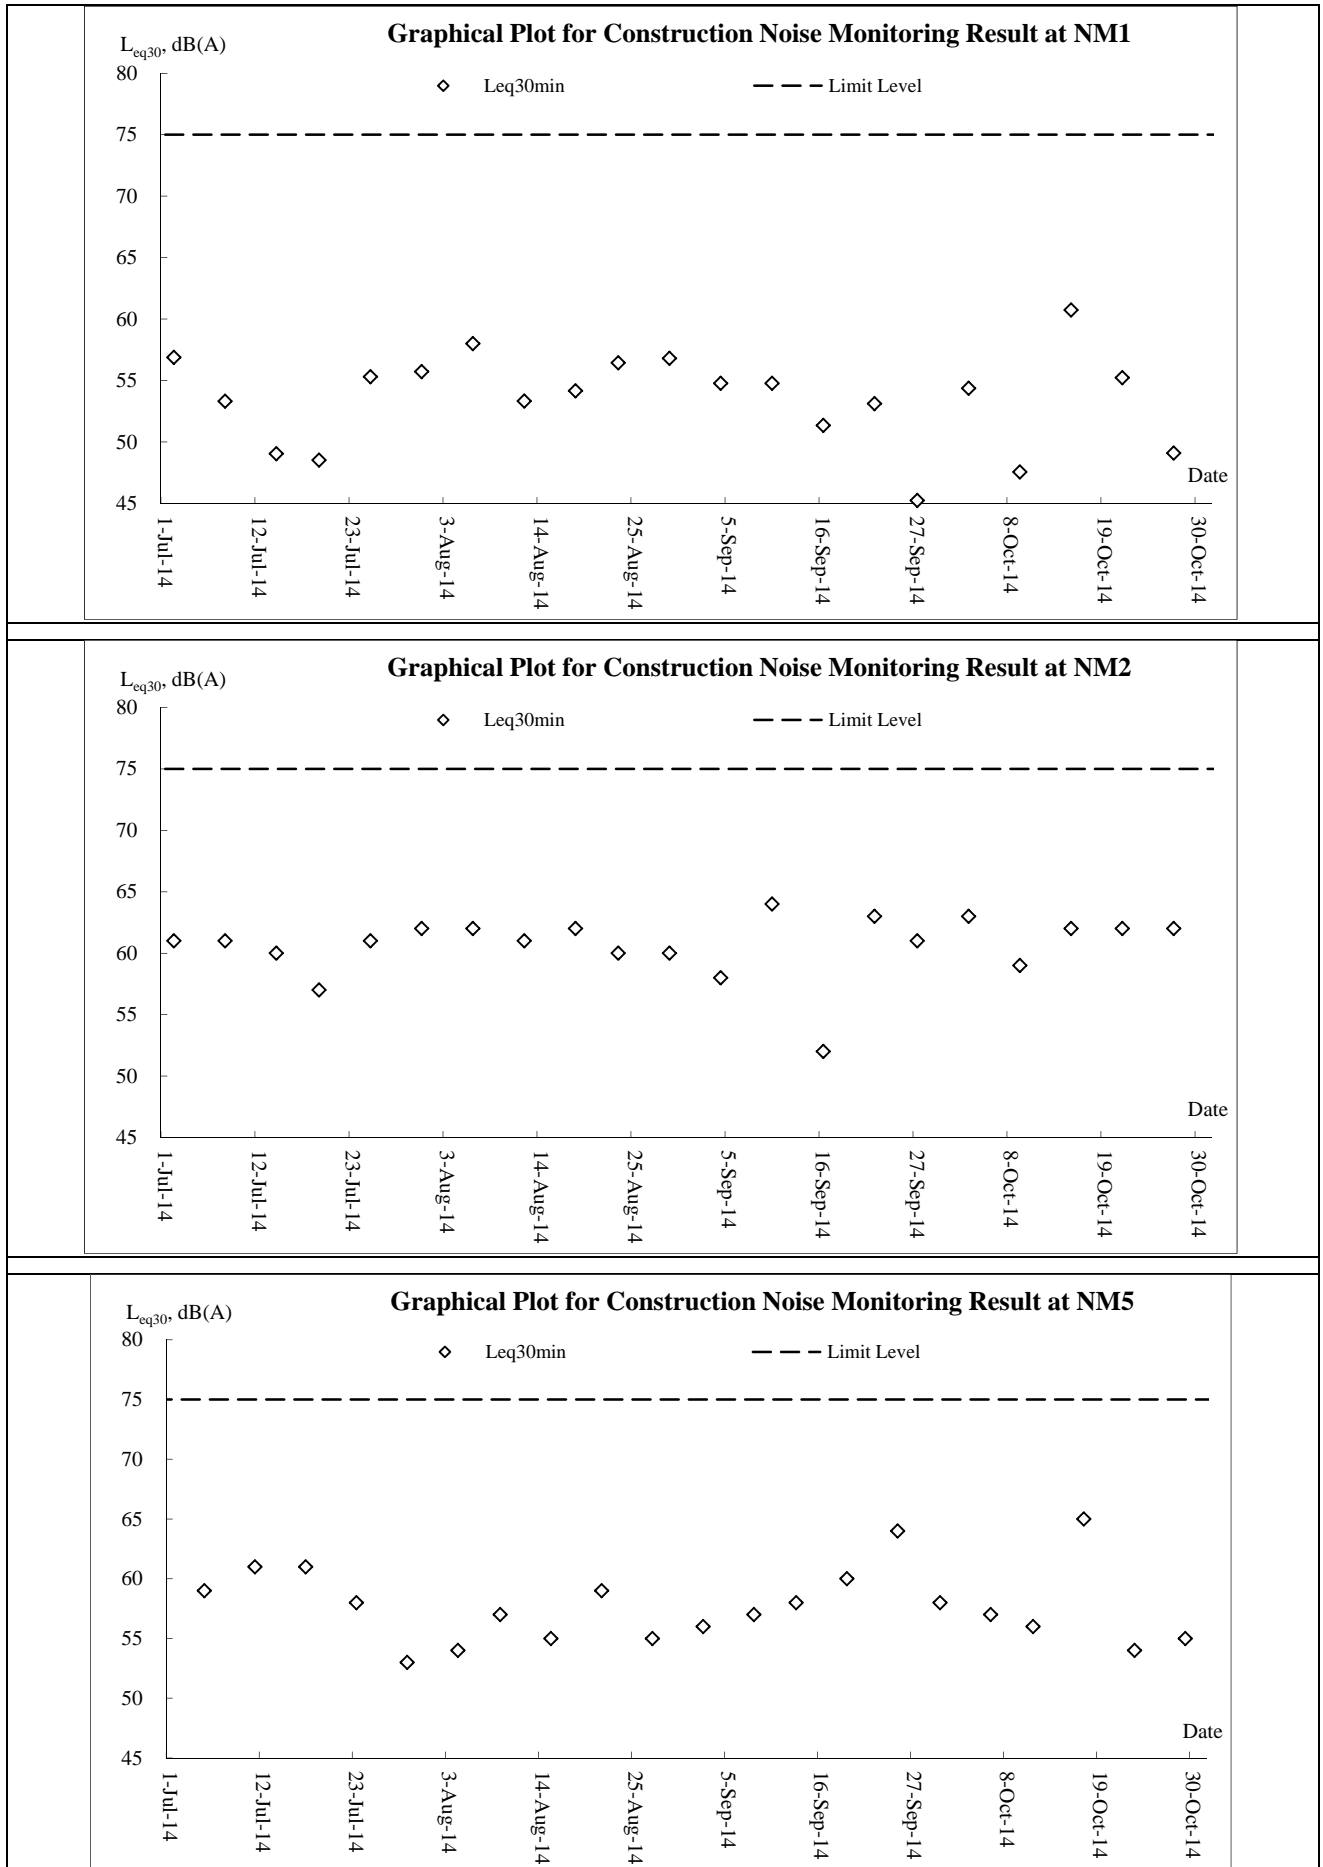 Graphical Plot for Construction Noise Monitoring Result at NM1
Leq30, dB(A)
Leq30min
Limit Level
80
75
70
65
60
55
50
45
Date
1-Jul-14
12-Jul-14
23-Jul-14
3-Aug-14
14-Aug-14
25-Aug-14
5-Sep-14
16-Sep-14
27-Sep-14
8-Oct-14
19-Oct-14
30-Oct-14
Graphical Plot for Construction Noise Monitoring Result at NM2
Leq30, dB(A)
Leq30min
Limit Level
80
75
70
65
60
55
50
45
Date
1-Jul-14
12-Jul-14
23-Jul-14
3-Aug-14
14-Aug-14
25-Aug-14
5-Sep-14
16-Sep-14
27-Sep-14
8-Oct-14
19-Oct-14
30-Oct-14
Graphical Plot for Construction Noise Monitoring Result at NM5
Leq30, dB(A)
Leq30min
Limit Level
80
75
70
65
60
55
50
45
Date
1-Jul-14
12-Jul-14
23-Jul-14
3-Aug-14
14-Aug-14
25-Aug-14
5-Sep-14
16-Sep-14
27-Sep-14
8-Oct-14
19-Oct-14
30-Oct-14